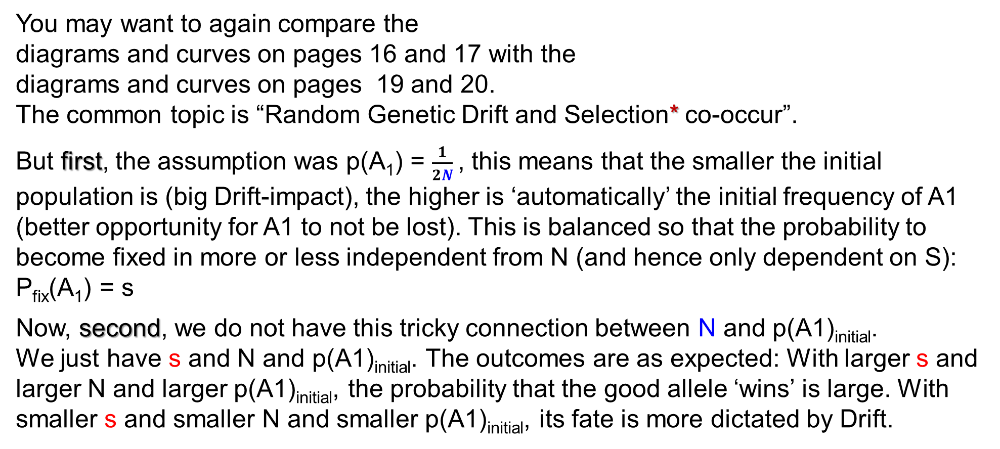 You may want to again compare the
diagrams and curves on pages 16 and 17 with the
diagrams and curves on pages  19 and 20.
The common topic is “Random Genetic Drift and Selection* co-occur”.
But first, the assumption was p(A₁) = 1/2N , this means that the smaller the initial
population is (big Drift-impact), the higher is ‘automatically’ the initial frequency of A1
(better opportunity for A1 to not be lost). This is balanced so that the probability to
become fixed in more or less independent from N (and hence only dependent on S):
P_fix(A₁) = s
Now, second, we do not have this tricky connection between N and p(A1)_initial.
We just have s and N and p(A1)_initial. The outcomes are as expected: With larger s and
larger N and larger p(A1)_initial, the probability that the good allele ‘wins’ is large. With
smaller s and smaller N and smaller p(A1)_initial, its fate is more dictated by Drift.